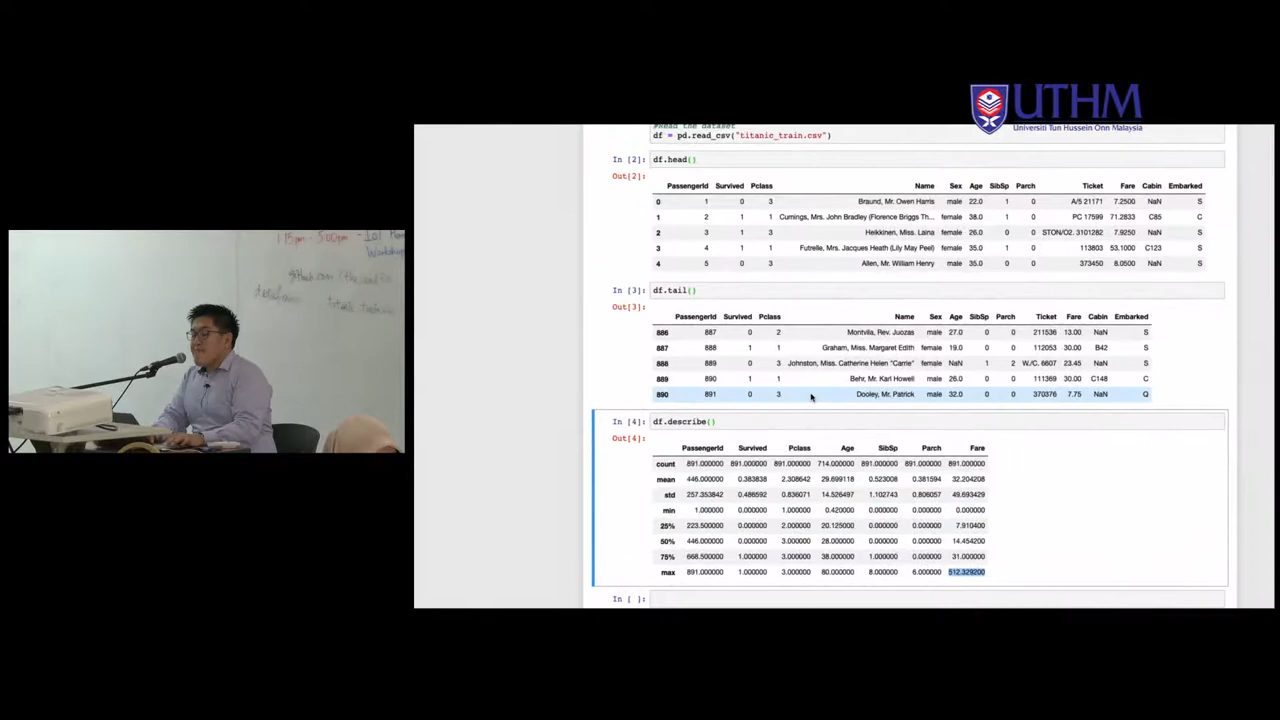 UTHM
Universiti Tun Hussein Onn Malaysia
1:15pm - 5:00pm
github.com
#Read the dataset
df = pd.read_csv("titanic_train.csv")
In [2]: df.head()
Out[2]:
PassengerId Survived Pclass Name Sex Age SibSp Parch Ticket Fare Cabin Embarked
0 1 0 3 Braund, Mr. Owen Harris male 22.0 1 0 A/5 21171 7.2500 NaN S
1 2 1 1 Cumings, Mrs. John Bradley (Florence Briggs Th... female 38.0 1 0 PC 17599 71.2833 C85 C
2 3 1 3 Heikkinen, Miss. Laina female 26.0 0 0 STON/O2. 3101282 7.9250 NaN S
3 4 1 1 Futrelle, Mrs. Jacques Heath (Lily May Peel) female 35.0 1 0 113803 53.1000 C123 S
4 5 0 3 Allen, Mr. William Henry male 35.0 0 0 373450 8.0500 NaN S
In [3]: df.tail()
Out[3]:
PassengerId Survived Pclass Name Sex Age SibSp Parch Ticket Fare Cabin Embarked
886 887 0 2 Montvila, Rev. Juozas male 27.0 0 0 211536 13.00 NaN S
887 888 1 1 Graham, Miss. Margaret Edith female 19.0 0 0 112053 30.00 B42 S
888 889 0 3 Johnston, Miss. Catherine Helen "Carrie" female NaN 1 2 W./C. 6607 23.45 NaN S
889 890 1 1 Behr, Mr. Karl Howell male 26.0 0 0 111369 30.00 C148 C
890 891 0 3 Dooley, Mr. Patrick male 32.0 0 0 370376 7.75 NaN Q
In [4]: df.describe()
Out[4]:
PassengerId Survived Pclass Age SibSp Parch Fare
count 891.000000 891.000000 891.000000 714.000000 891.000000 891.000000 891.000000
mean 446.000000 0.383838 2.308642 29.699118 0.523008 0.381594 32.204208
std 257.353842 0.486592 0.836071 14.526497 1.102743 0.806057 49.693429
min 1.000000 0.000000 1.000000 0.420000 0.000000 0.000000 0.000000
25% 223.500000 0.000000 2.000000 20.125000 0.000000 0.000000 7.910400
50% 446.000000 0.000000 3.000000 28.000000 0.000000 0.000000 14.454200
75% 668.500000 1.000000 3.000000 38.000000 1.000000 0.000000 31.000000
max 891.000000 1.000000 3.000000 80.000000 8.000000 6.000000 512.329200
In [ ]: